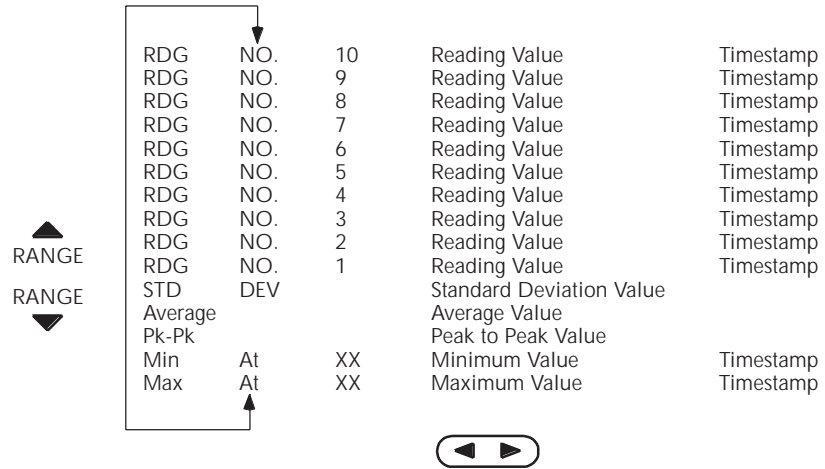 RDG NO. 10 Reading Value Timestamp
RDG NO. 9 Reading Value Timestamp
RDG NO. 8 Reading Value Timestamp
RDG NO. 7 Reading Value Timestamp
RDG NO. 6 Reading Value Timestamp
RDG NO. 5 Reading Value Timestamp
RDG NO. 4 Reading Value Timestamp
RDG NO. 3 Reading Value Timestamp
RDG NO. 2 Reading Value Timestamp
RDG NO. 1 Reading Value Timestamp
STD DEV Standard Deviation Value
Average Average Value
Pk-Pk Peak to Peak Value
Min At XX Minimum Value Timestamp
Max At XX Maximum Value Timestamp
RANGE
RANGE